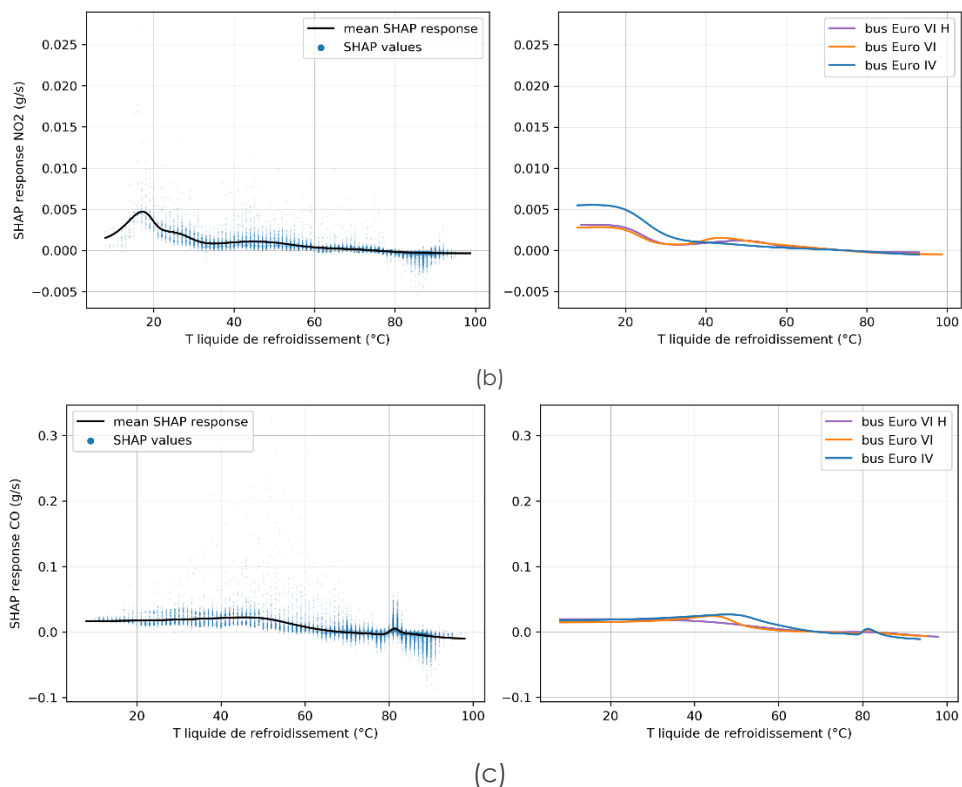 mean SHAP response
SHAP values
SHAP response NO2 (g/s)
0.025
0.020
0.015
0.010
0.005
0.000
−0.005
20
40
60
80
100
T liquide de refroidissement (°C)
bus Euro VI H
bus Euro VI
bus Euro IV
0.025
0.020
0.015
0.010
0.005
0.000
−0.005
20
40
60
80
100
T liquide de refroidissement (°C)
(b)
mean SHAP response
SHAP values
SHAP response CO (g/s)
0.3
0.2
0.1
0.0
−0.1
20
40
60
80
100
T liquide de refroidissement (°C)
bus Euro VI H
bus Euro VI
bus Euro IV
0.3
0.2
0.1
0.0
−0.1
20
40
60
80
100
T liquide de refroidissement (°C)
(c)